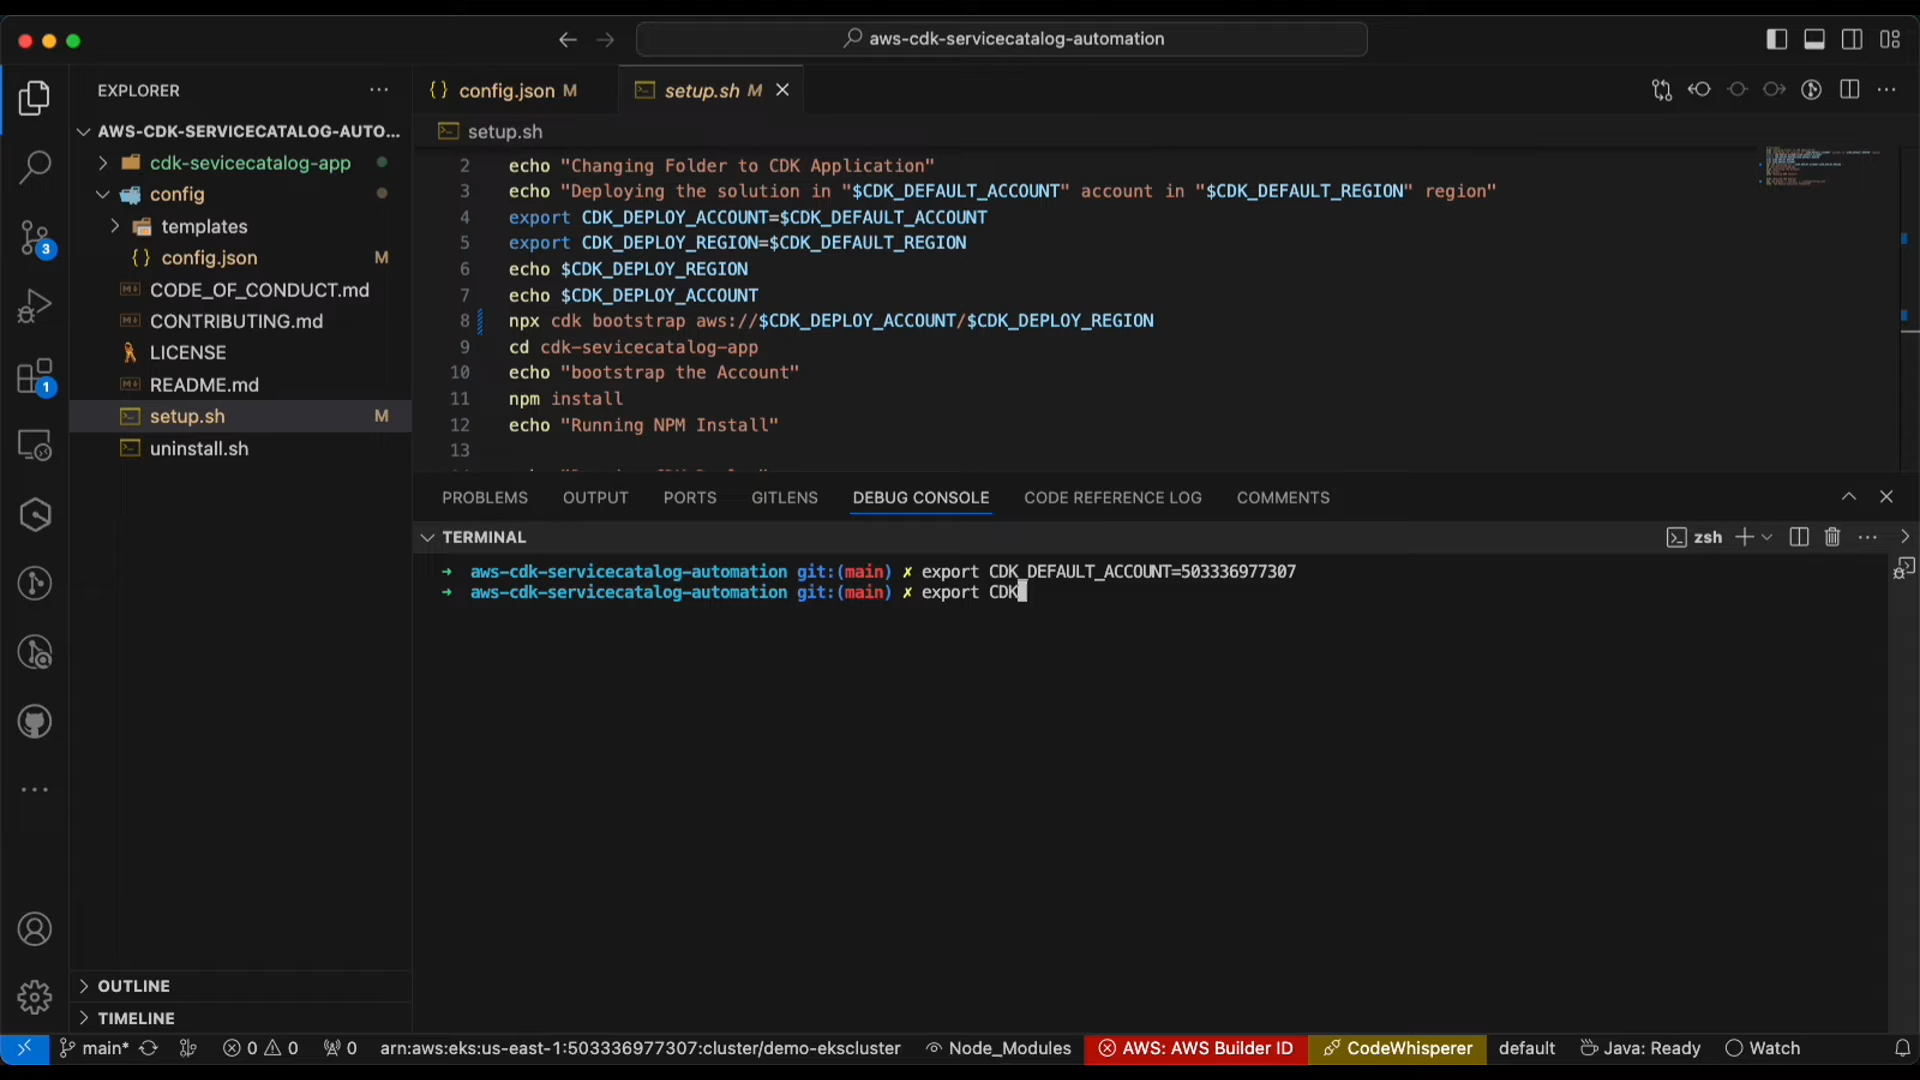 aws-cdk-servicecatalog-automation
EXPLORER
AWS-CDK-SERVICECATALOG-AUTO...
cdk-sevicecatalog-app
config
templates
{} config.json M
CODE_OF_CONDUCT.md
CONTRIBUTING.md
LICENSE
README.md
setup.sh M
uninstall.sh
OUTLINE
TIMELINE
3
1
{} config.json M
setup.sh M
setup.sh
2 echo "Changing Folder to CDK Application"
3 echo "Deploying the solution in "$CDK_DEFAULT_ACCOUNT" account in "$CDK_DEFAULT_REGION" region"
4 export CDK_DEPLOY_ACCOUNT=$CDK_DEFAULT_ACCOUNT
5 export CDK_DEPLOY_REGION=$CDK_DEFAULT_REGION
6 echo $CDK_DEPLOY_REGION
7 echo $CDK_DEPLOY_ACCOUNT
8 npx cdk bootstrap aws://$CDK_DEPLOY_ACCOUNT/$CDK_DEPLOY_REGION
9 cd cdk-sevicecatalog-app
10 echo "bootstrap the Account"
11 npm install
12 echo "Running NPM Install"
13
PROBLEMS OUTPUT PORTS GITLENS DEBUG CONSOLE CODE REFERENCE LOG COMMENTS
TERMINAL
zsh
➜ aws-cdk-servicecatalog-automation git:(main) ✗ export CDK_DEFAULT_ACCOUNT=503336977307
➜ aws-cdk-servicecatalog-automation git:(main) ✗ export CDK
main* 0 0 0 arn:aws:eks:us-east-1:503336977307:cluster/demo-ekscluster Node_Modules AWS: AWS Builder ID CodeWhisperer default Java: Ready Watch